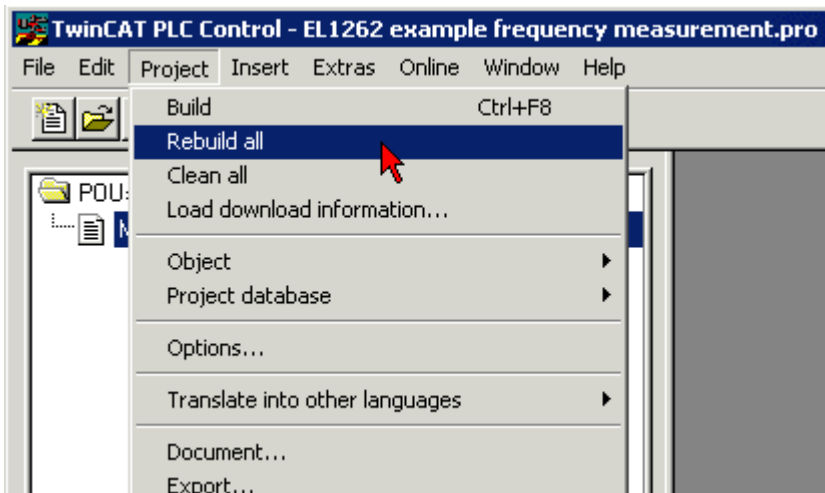 TwinCAT PLC Control - EL1262 example frequency measurement.pro
File Edit Project Insert Extras Online Window Help
Build Ctrl+F8
Rebuild all
Clean all
POU
Load download information...
Object
Project database
Options...
Translate into other languages
Document...
Export...